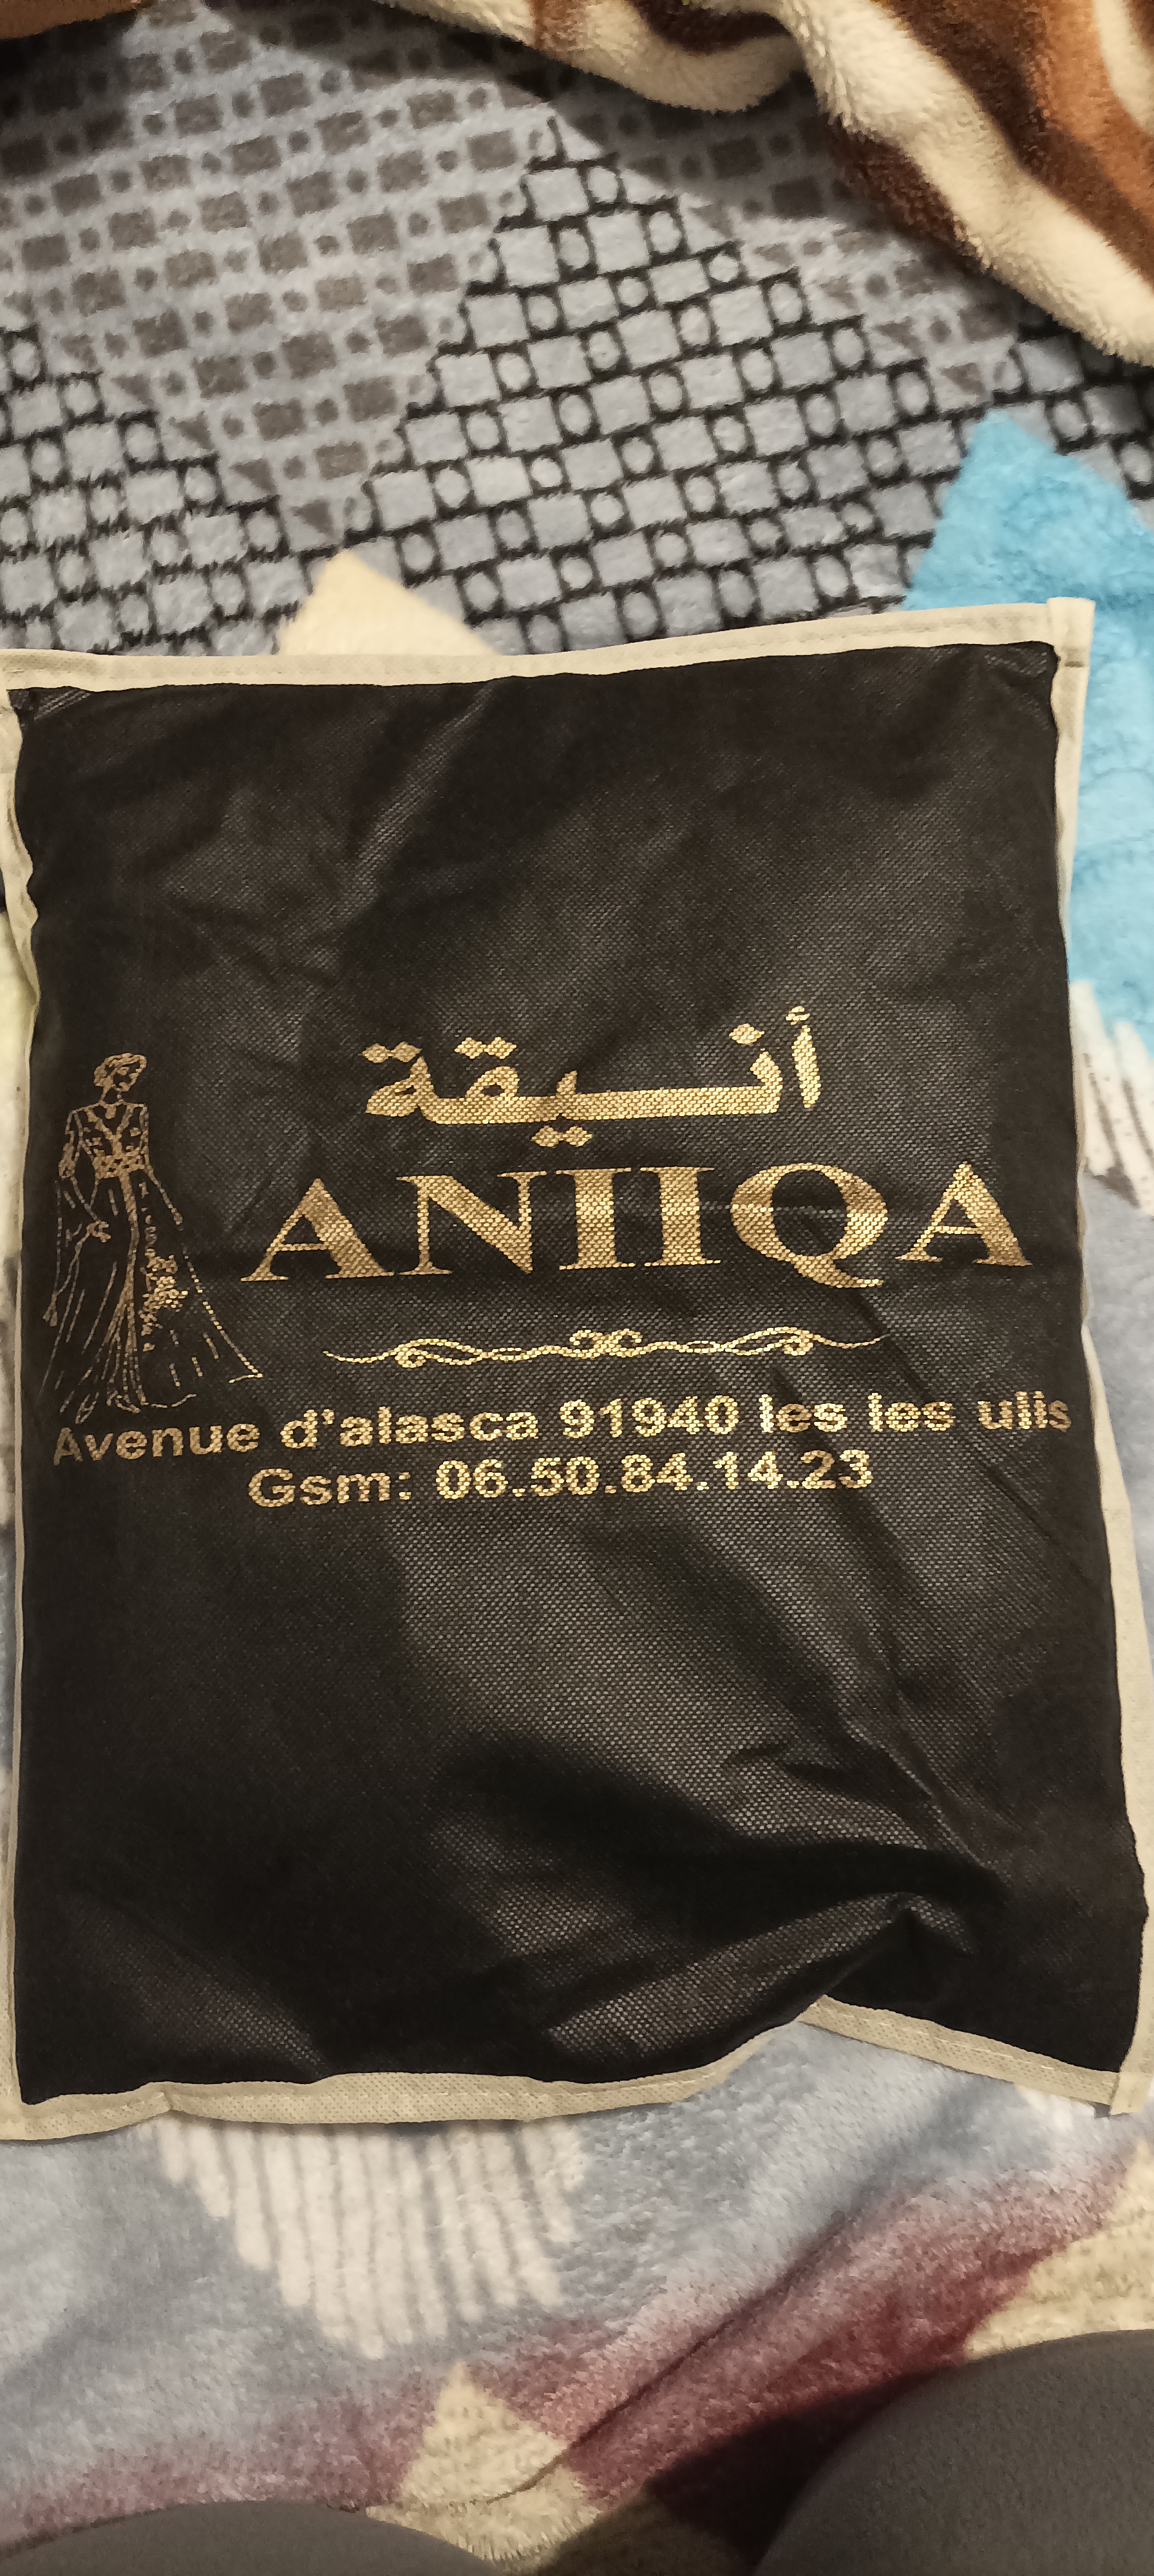 أنيقة
ANIIQA
Avenue d'alasca 91940 les les ulis
Gsm: 06.50.84.14.23